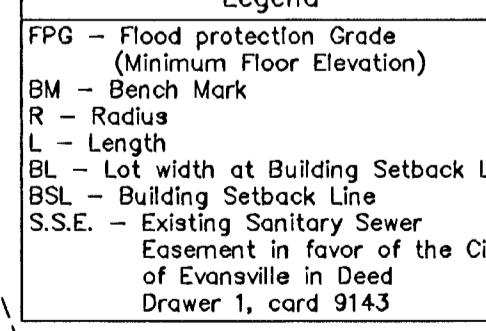 Legend
FPG – Flood protection Grade
(Minimum Floor Elevation)
BM – Bench Mark
R – Radius
L – Length
BL – Lot width at Building Setback L
BSL – Building Setback Line
S.S.E. – Existing Sanitary Sewer
Easement in favor of the Ci
of Evansville in Deed
Drawer 1, card 9143